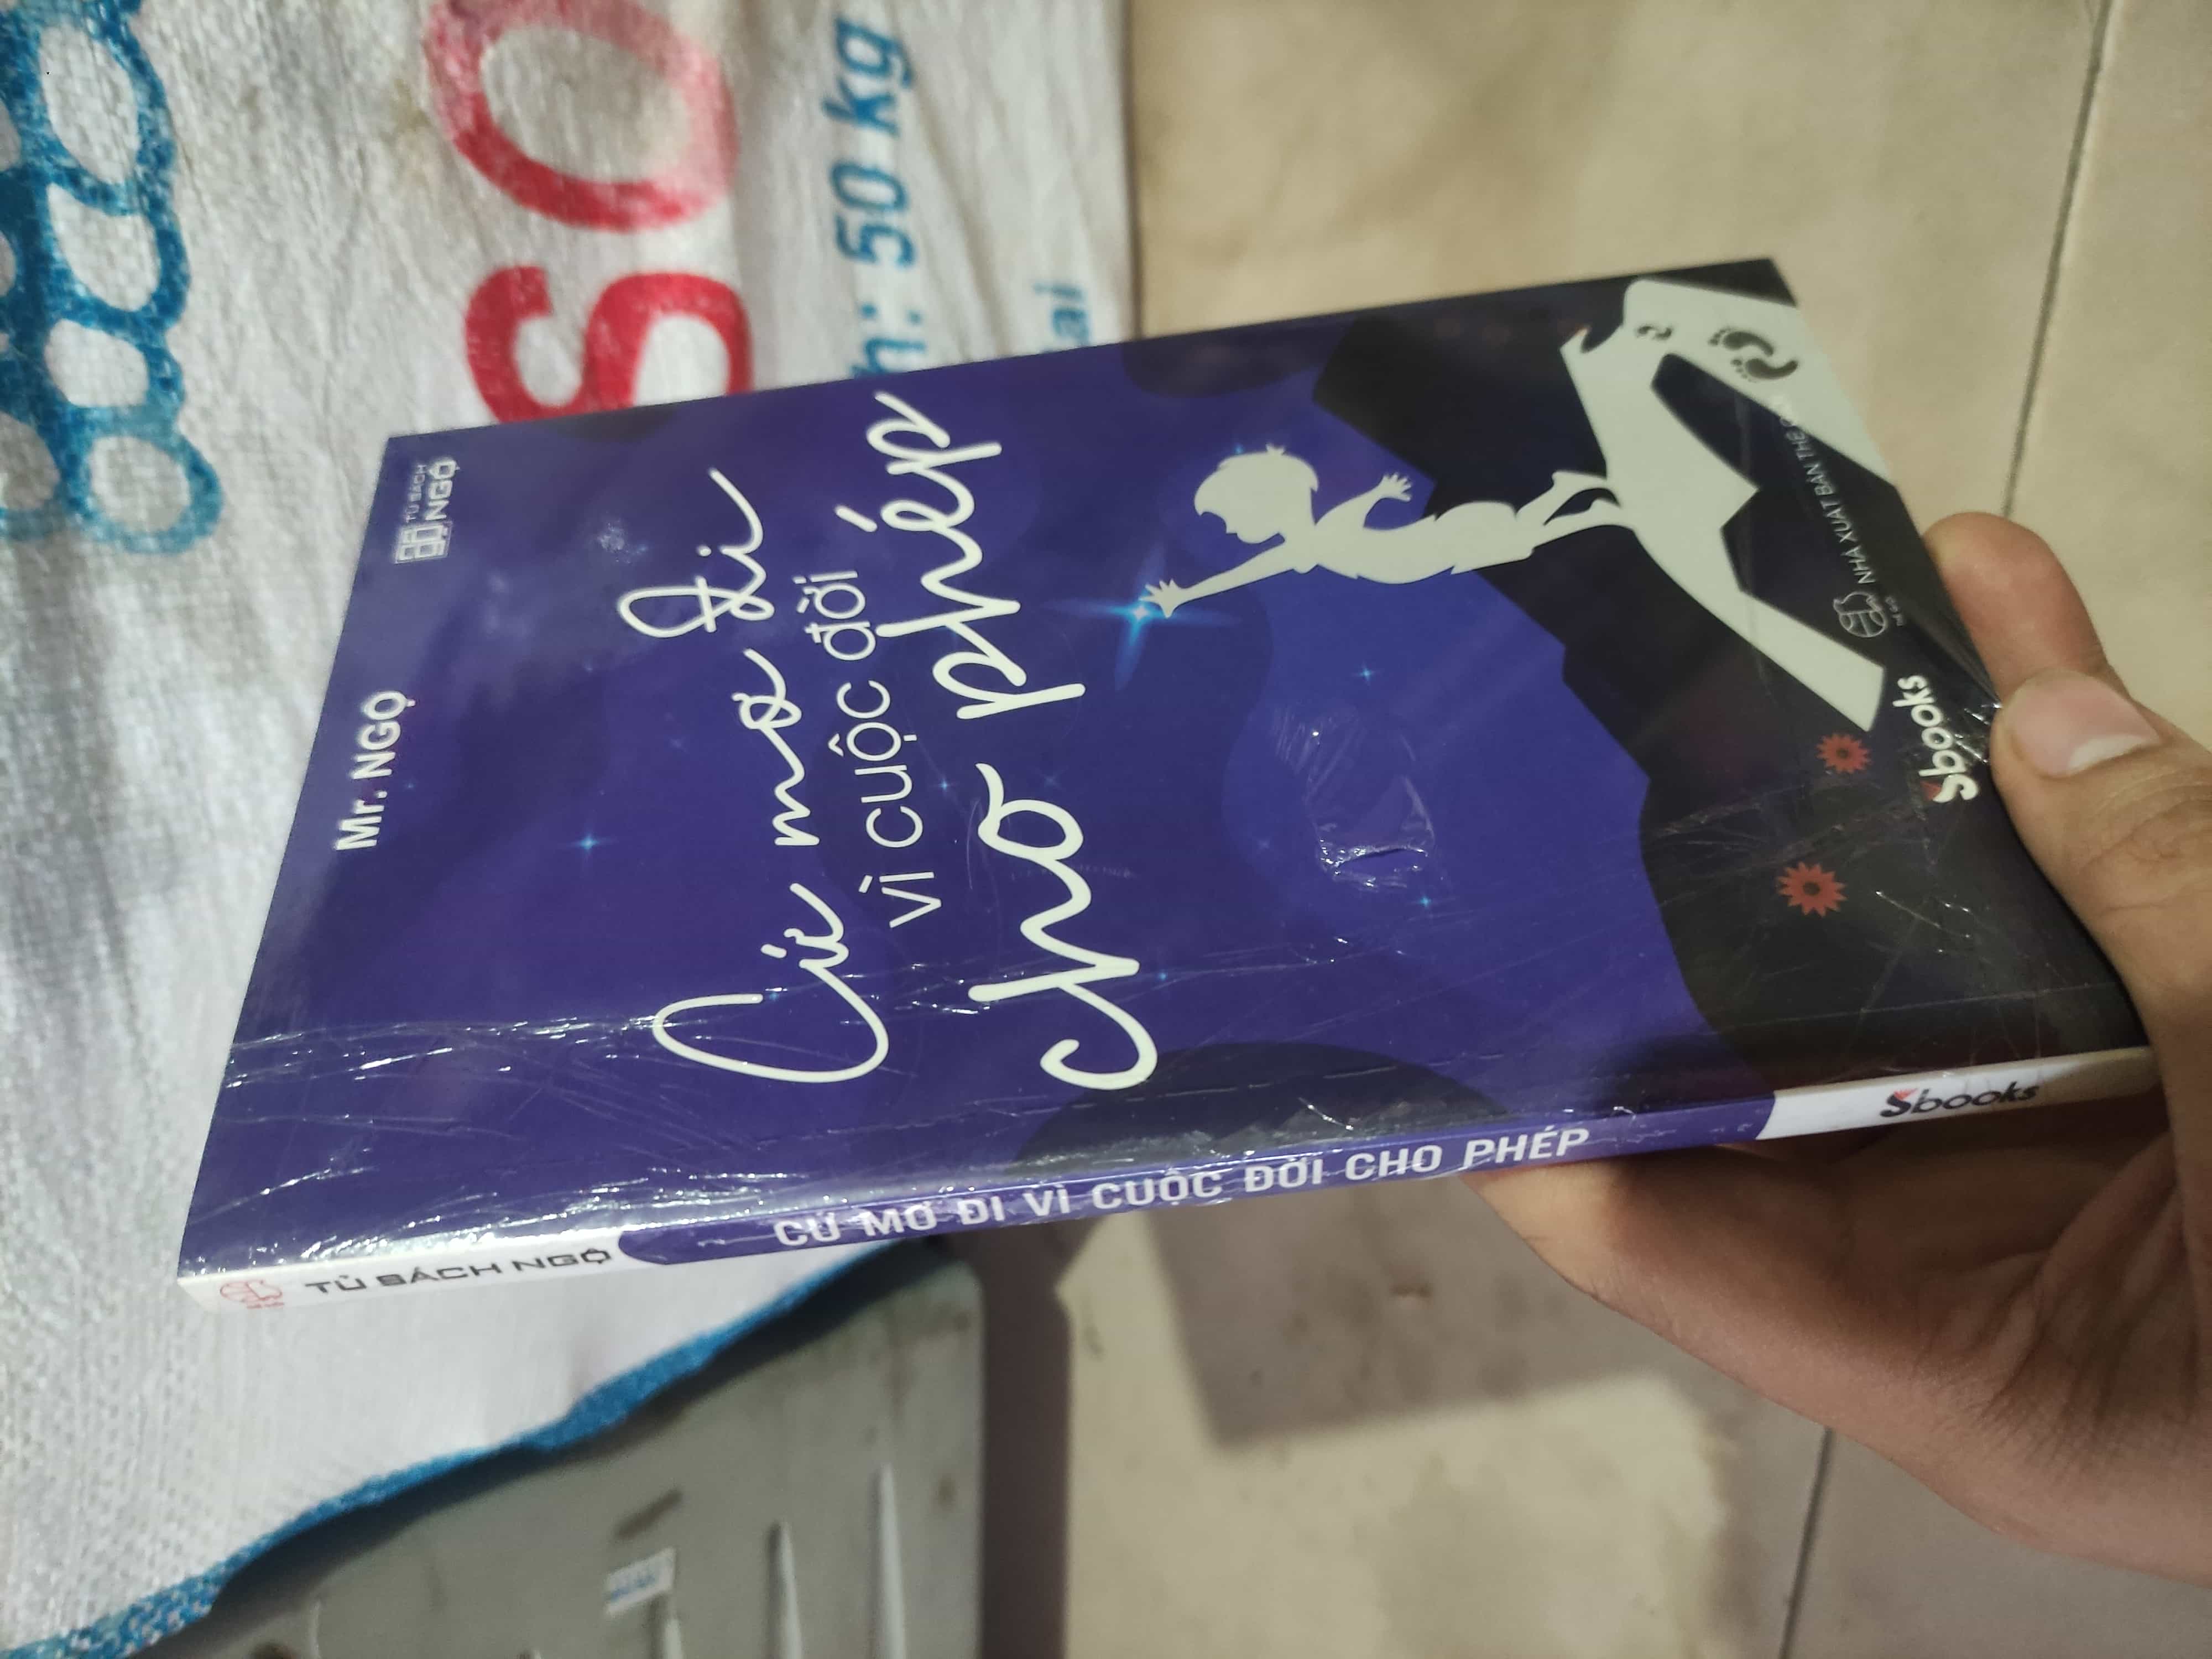 TỦ SÁCH
NGỘ
Mr. NGỘ
Cứ mơ đi
vì cuộc đời
cho phép
NHÀ XUẤT BẢN THẾ
Sbooks
TỦ SÁCH NGỘ
CỨ MƠ ĐI VÌ CUỘC ĐỜI CHO PHÉP
Sbooks
SO
h: 50 kg
ai